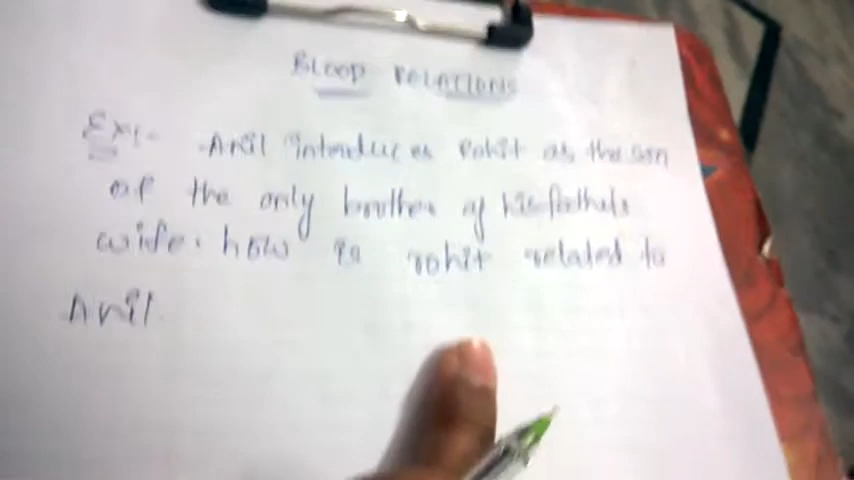 BLOOD RELATIONS
Ex:- Anil introduces rohit as the son
of the only brother of his fathers
wife. how is rohit related to
Anil